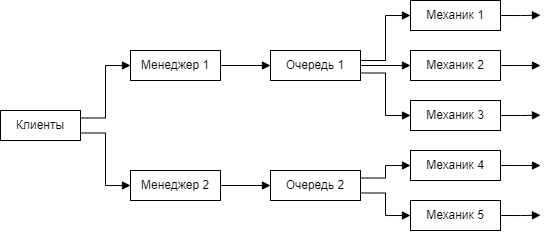 Механик 1
Менеджер 1
Очередь 1
Механик 2
Механик 3
Клиенты
Менеджер 2
Очередь 2
Механик 4
Механик 5